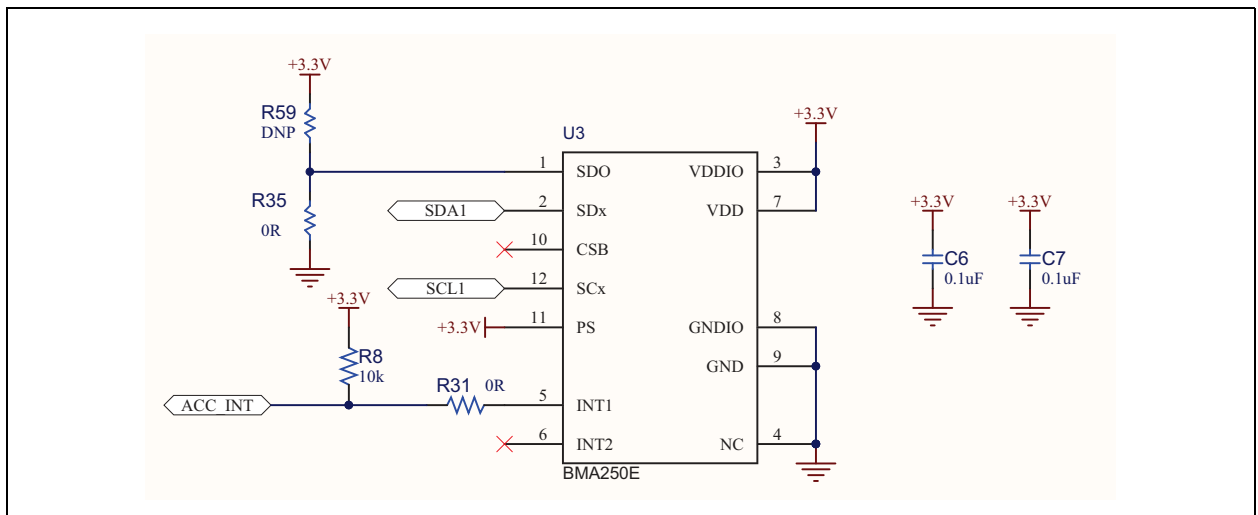 +3.3V
R59
DNP
R35
0R
+3.3V
R8
10k
ACC_INT
R31 0R
SDA1
SCL1
+3.3V
U3
1 SDO VDDIO 3
2 SDx VDD 7
10 CSB
12 SCx
11 PS GNDIO 8
GND 9
5 INT1
6 INT2 NC 4
BMA250E
+3.3V
+3.3V
C6
0.1uF
+3.3V
C7
0.1uF